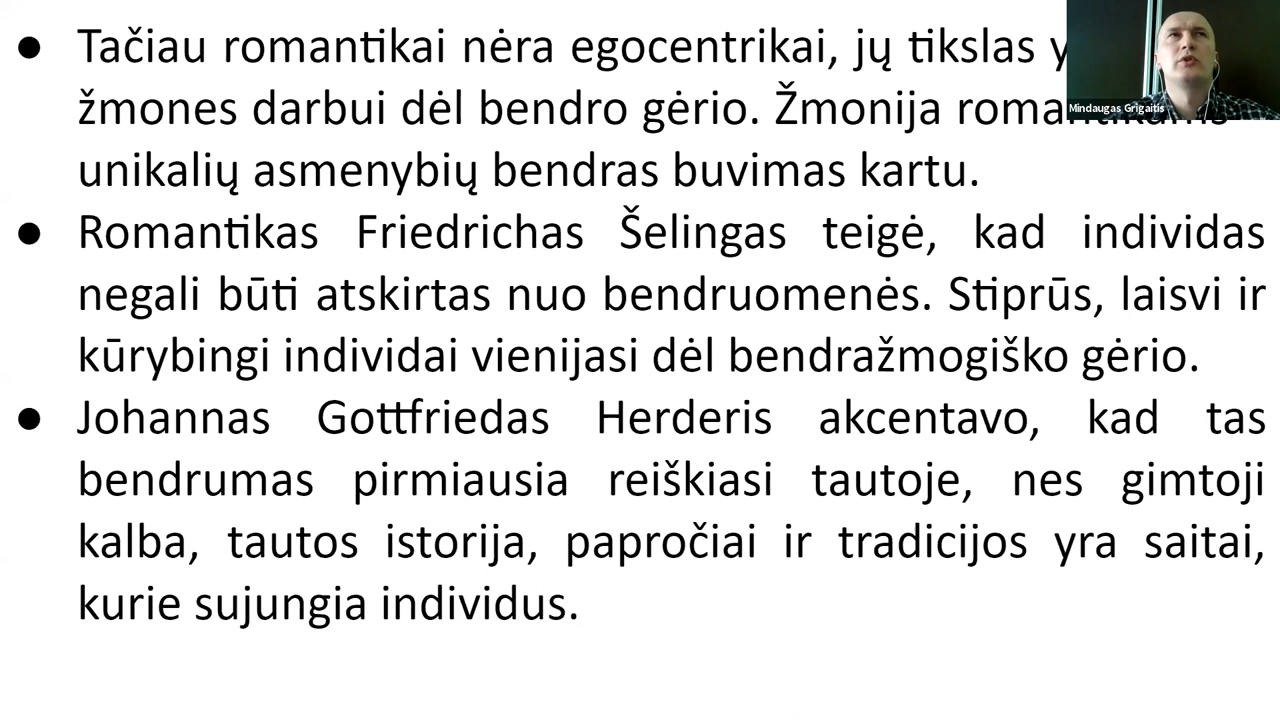 ● Tačiau romantikai nėra egocentrikai, jų tikslas
žmones darbui dėl bendro gėrio. Žmonija
unikalių asmenybių bendras buvimas kartu.
● Romantikas Friedrichas Šelingas teigė, kad individas
negali būti atskirtas nuo bendruomenės. Stiprūs, laisvi ir
kūrybingi individai vienijasi dėl bendražmogiško gėrio.
● Johannas Gottfriedas Herderis akcentavo, kad tas
bendrumas pirmiausia reiškiasi tautoje, nes gimtoji
kalba, tautos istorija, papročiai ir tradicijos yra saitai,
kurie sujungia individus.
Mindaugas Grigaitis